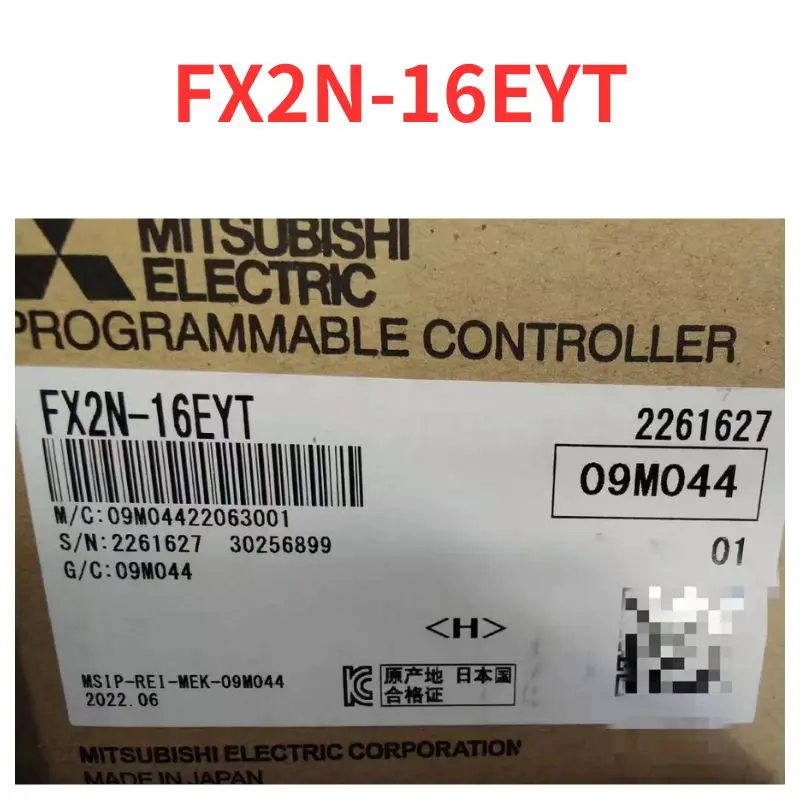 FX2N-16EYT
MITSUBISHI
ELECTRIC
PROGRAMMABLE CONTROLLER
FX2N-16EYT
2261627
09M044
M/C:09M04422063001
S/N:2261627 30256899
01
G/C:09M044
<H>
MSIP-REI-MEK-09M044
2022.06
原产地 日本国
合格证
MITSUBISHI ELECTRIC CORPORATION
MADE IN JAPAN